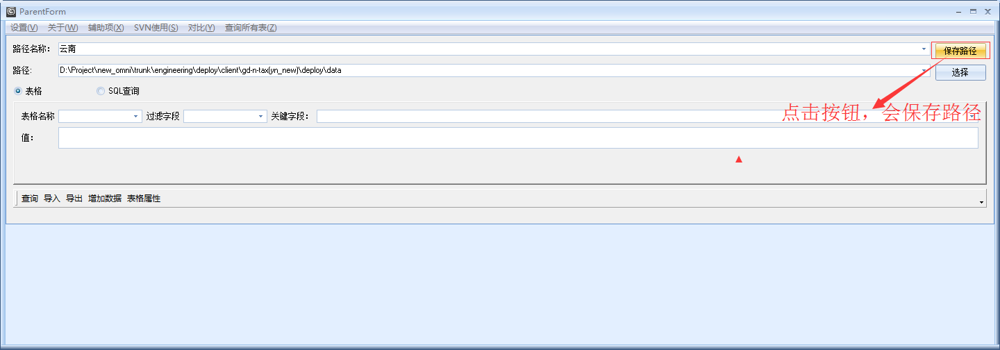 ParentForm
设置(V) 关于(W) 辅助项(X) SVN使用(S) 对比(Y) 查询所有表(Z)
路径名称: 云南 保存路径
路径: D:\Project\new_omni\trunk\engineering\deploy\client\gd-n-tax(yn_new)\deploy\data 选择
表格 SQL查询
点击按钮，会保存路径
表格名称 过滤字段 关键字段:
值:
查询 导入 导出 增加数据 表格属性